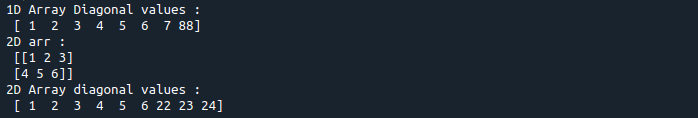 1D Array Diagonal values :
 [ 1  2  3  4  5  6  7 88]
2D arr :
 [[1 2 3]
 [4 5 6]]
2D Array diagonal values :
 [ 1  2  3  4  5  6 22 23 24]